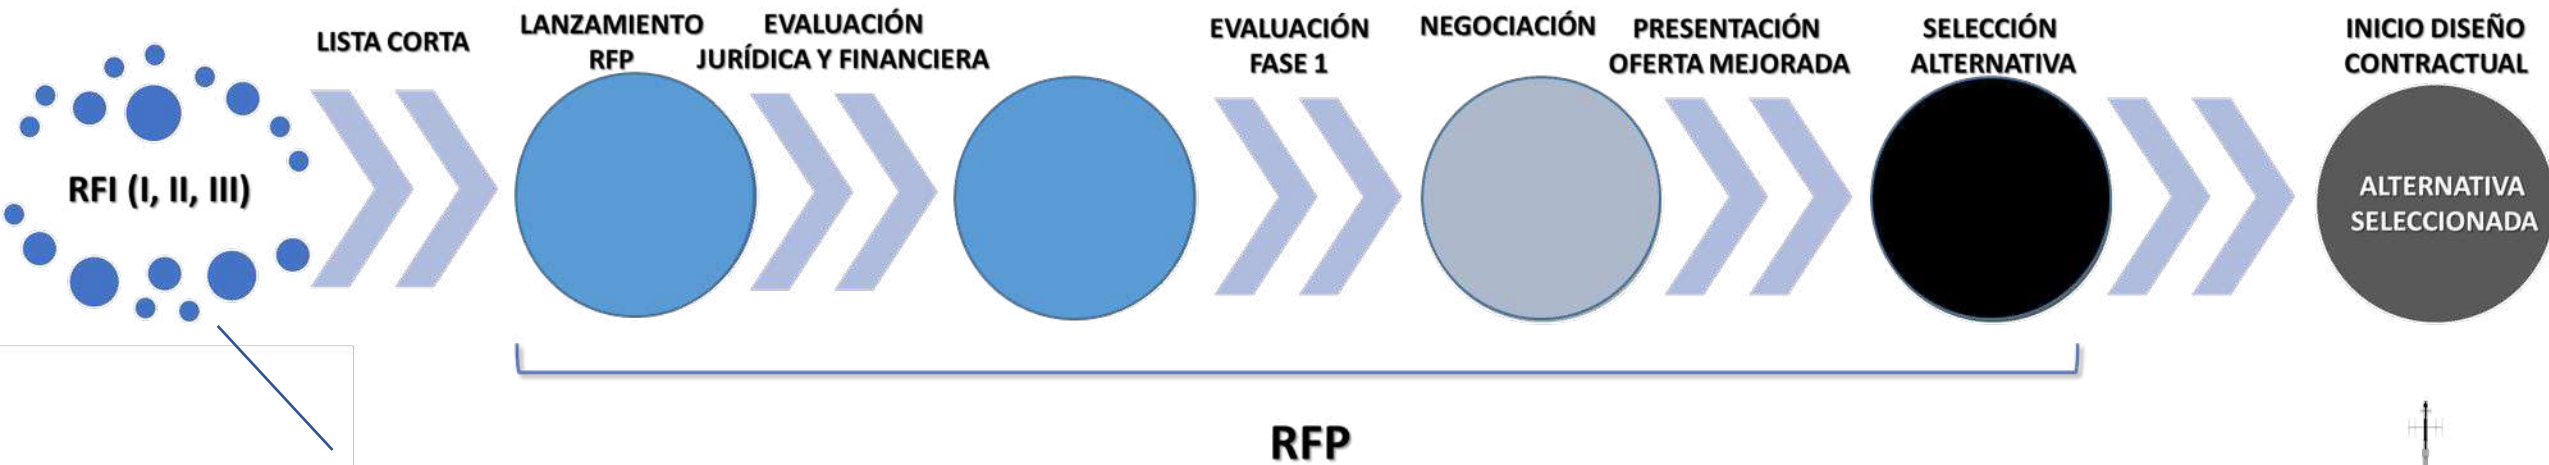 RFI (I, II, III)
LISTA CORTA
LANZAMIENTO
RFP
EVALUACIÓN
JURÍDICA Y FINANCIERA
EVALUACIÓN
FASE 1
NEGOCIACIÓN
PRESENTACIÓN
OFERTA MEJORADA
SELECCIÓN
ALTERNATIVA
INICIO DISEÑO
CONTRACTUAL
ALTERNATIVA
SELECCIONADA
RFP